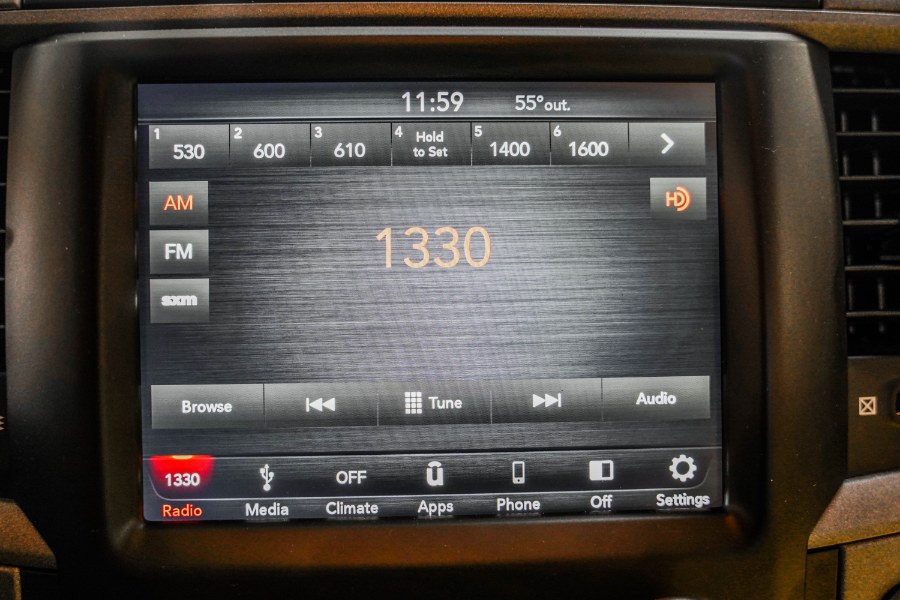 11:59 55° out.
1 530 2 600 3 610 4 Hold to Set 5 1400 6 1600
AM HD
1330
FM
sxm
Browse Tune Audio
1330 OFF
Radio Media Climate Apps Phone Off Settings